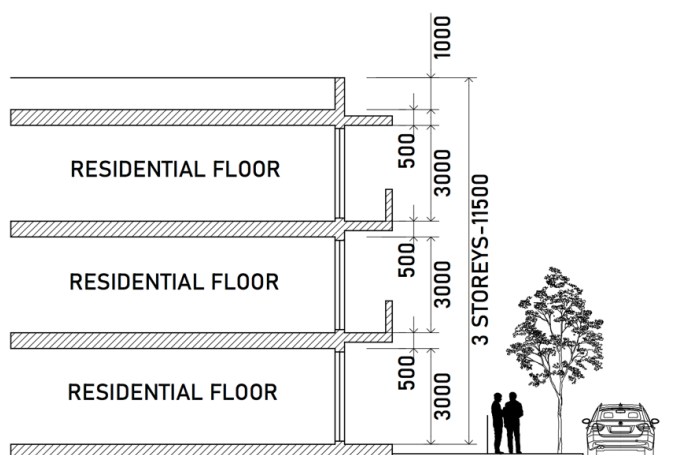 1000
RESIDENTIAL FLOOR
500
3000
RESIDENTIAL FLOOR
500
3000
3 STOREYS-11500
RESIDENTIAL FLOOR
500
3000